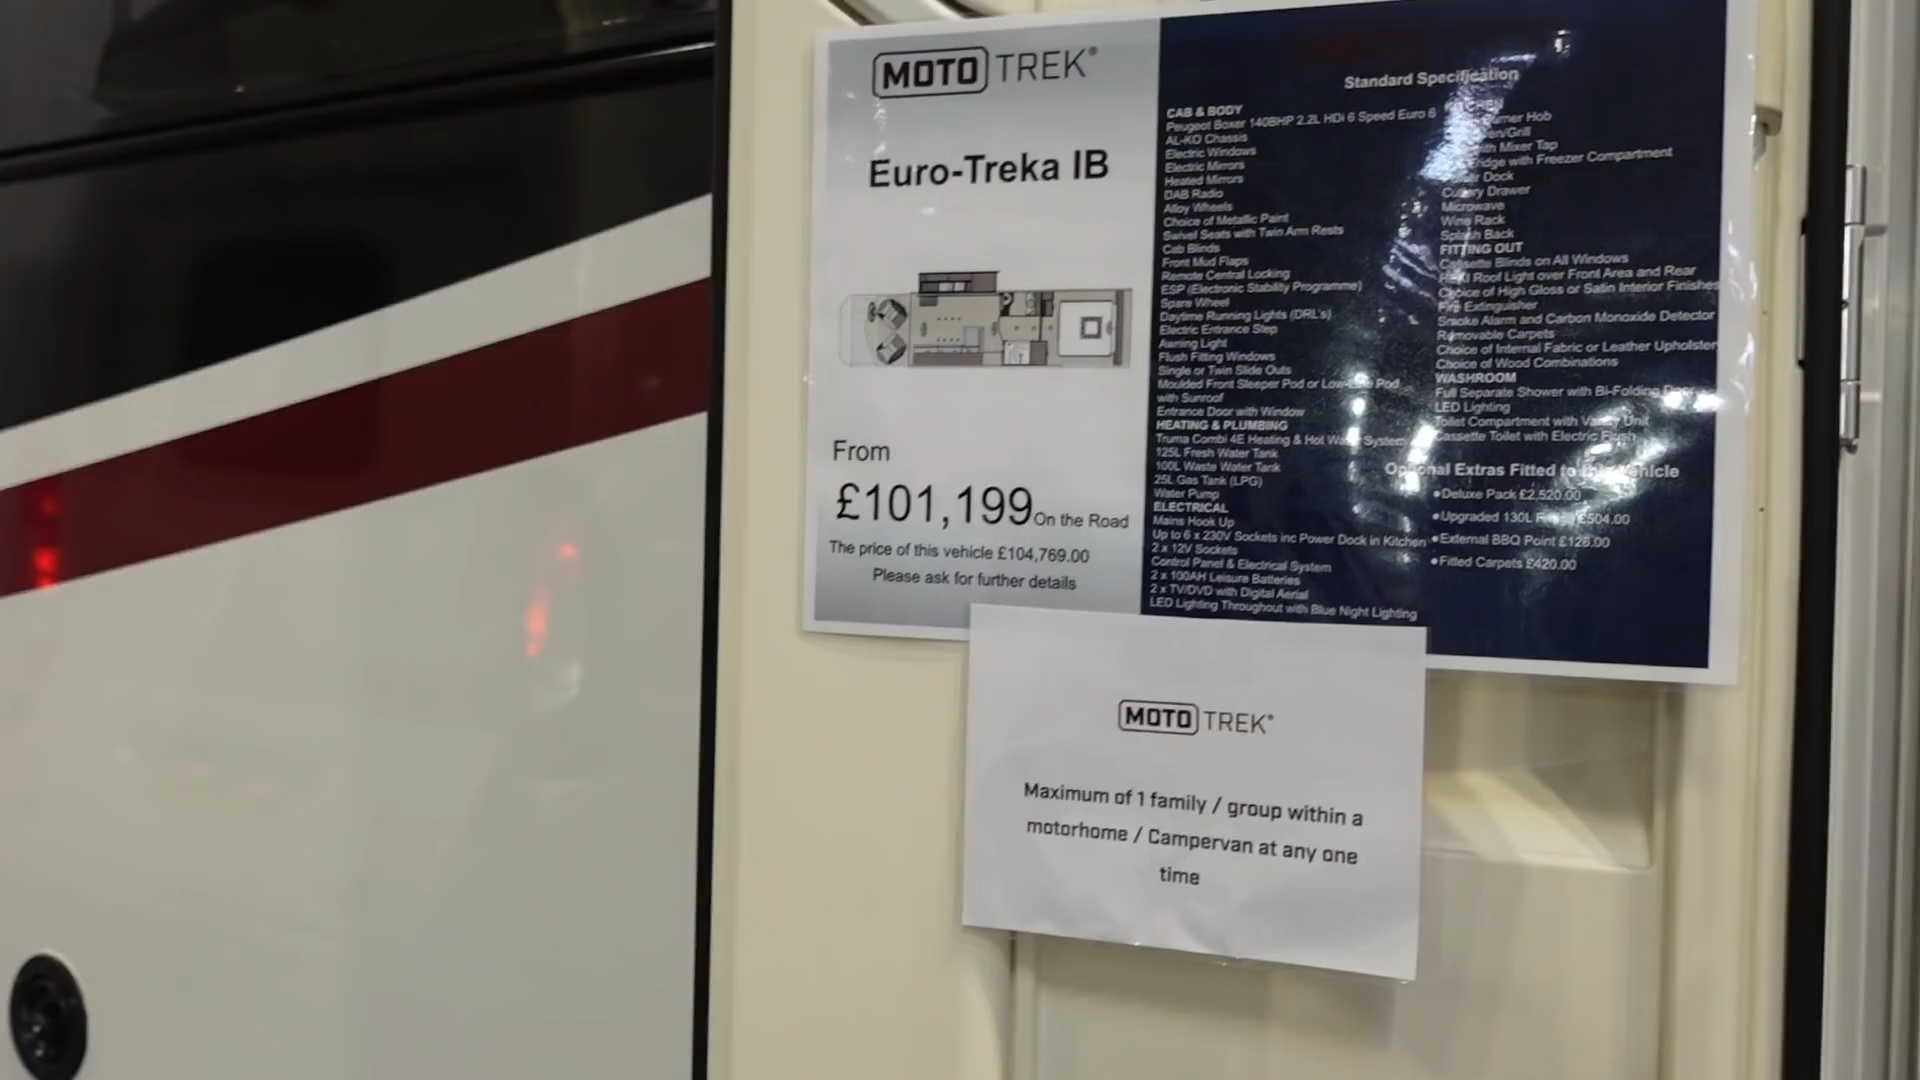 MOTO TREK®
Euro-Treka IB
From
£101,199 On the Road
The price of this vehicle £104,769.00
Please ask for further details
Standard Specification
CAB & BODY
Peugeot Boxer 140BHP 2.2L HDi 6 Speed Euro 6
AL-KO Chassis
Electric Windows
Electric Mirrors
Heated Mirrors
DAB Radio
Alloy Wheels
Choice of Metallic Paint
Swivel Seats with Twin Arm Rests
Cab Blinds
Front Mud Flaps
Remote Central Locking
ESP (Electronic Stability Programme)
Spare Wheel
Daytime Running Lights (DRL's)
Electric Entrance Step
Awning Light
Flush Fitting Windows
Single or Twin Slide Outs
Moulded Front Sleeper Pod or Low-Line Pod
with Sunroof
Entrance Door with Window
HEATING & PLUMBING
Truma Combi 4E Heating & Hot Water System
125L Fresh Water Tank
100L Waste Water Tank
25L Gas Tank (LPG)
Water Pump
ELECTRICAL
Mains Hook Up
Up to 6 x 230V Sockets inc Power Dock in Kitchen
2 x 12V Sockets
Control Panel & Electrical System
2 x 100AH Leisure Batteries
2 x TV/DVD with Digital Aerial
LED Lighting Throughout with Blue Night Lighting
KITCHEN
Hob
Grill
with Mixer Tap
Fridge with Freezer Compartment
Dock
Cutlery Drawer
Microwave
Wine Rack
Splash Back
FITTING OUT
Cassette Blinds on All Windows
Roof Light over Front Area and Rear
Choice of High Gloss or Satin Interior Finishes
Fire Extinguisher
Smoke Alarm and Carbon Monoxide Detector
Removable Carpets
Choice of Internal Fabric or Leather Upholster
Choice of Wood Combinations
WASHROOM
Full Separate Shower with Bi-Folding Door
LED Lighting
Toilet Compartment with Vanity Unit
Cassette Toilet with Electric Flush
Optional Extras Fitted to this Vehicle
•Deluxe Pack £2,520.00
•Upgraded 130L £504.00
•External BBQ Point £126.00
•Fitted Carpets £420.00
MOTO TREK®
Maximum of 1 family / group within a
motorhome / Campervan at any one
time